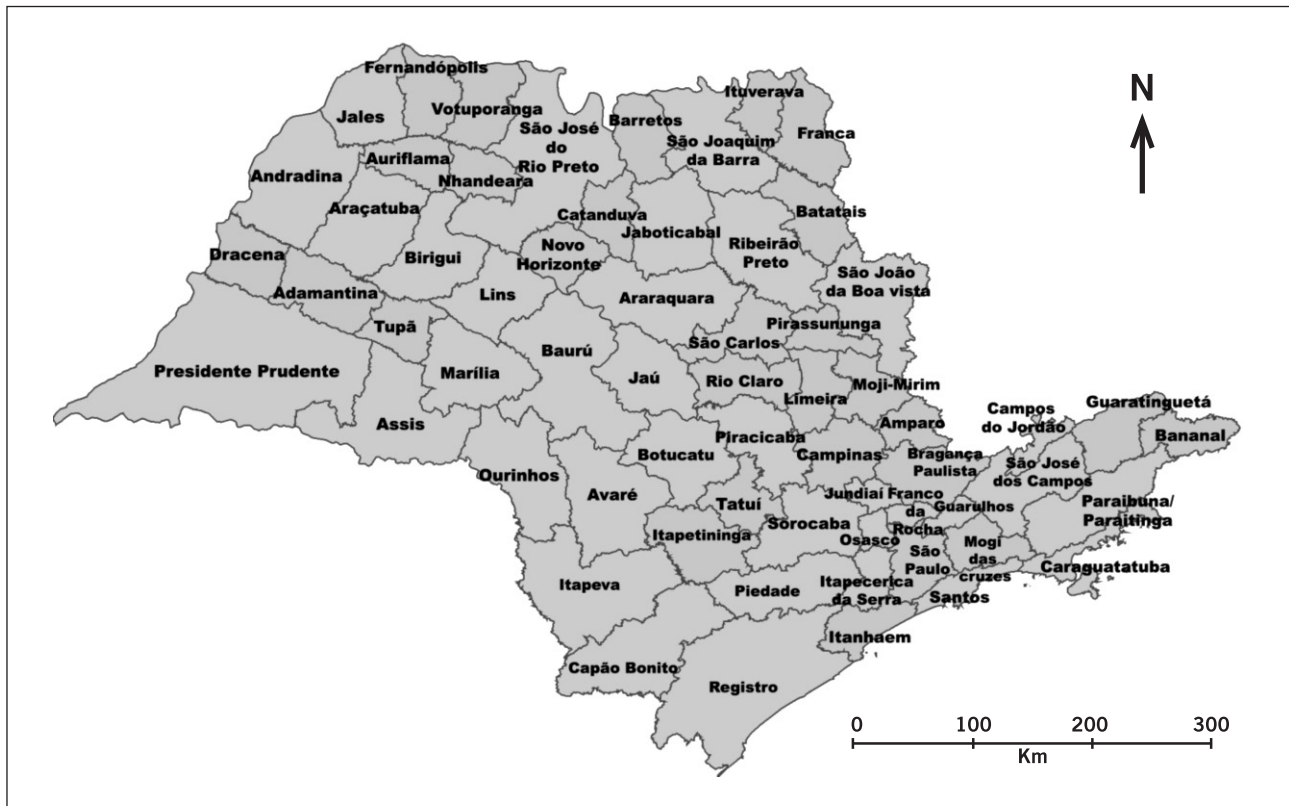 Fernandópolis
Jales
Votuporanga
São José
do
Rio Preto
Barretos
Ituverava
São Joaquim
da Barra
Franca
N
Andradina
Auriflama
Nhandeara
Araçatuba
Catanduva
Jaboticabal
Batatais
Ribeirão
Preto
Dracena
Birigui
Novo
Horizonte
São João
da Boa vista
Adamantina
Lins
Araraquara
Tupã
Pirassununga
São Carlos
Presidente Prudente
Marília
Baurú
Jaú
Rio Claro
Limeira
Moji-Mirim
Assis
Piracicaba
Amparo
Campos
do Jordão
Guaratinguetá
Bananal
Ourinhos
Botucatu
Campinas
Bragança
Paulista
São José
dos Campos
Avaré
Tatuí
Jundiaí
Franco
da
Rocha
Guarulhos
Paraibuna/
Paraitinga
Itapetininga
Sorocaba
Osasco
São
Paulo
Mogi
das
cruzes
Caraguatatuba
Itapeva
Piedade
Itapecerica
da Serra
Santos
Itanhaem
Capão Bonito
Registro
0 100 200 300
Km